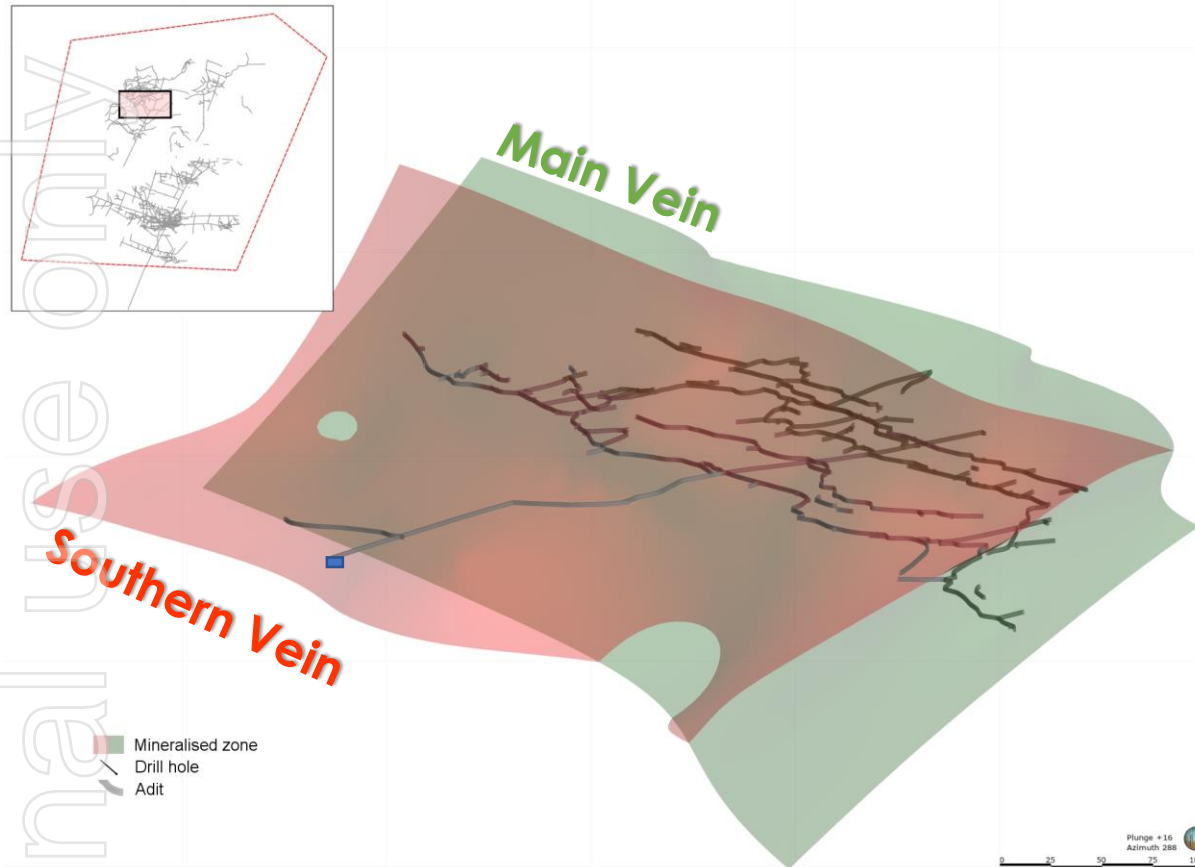 nal use only
Main Vein
Southern Vein
Mineralised zone
Drill hole
Adit
Plunge +16
Azimuth 288
0 25 50 75